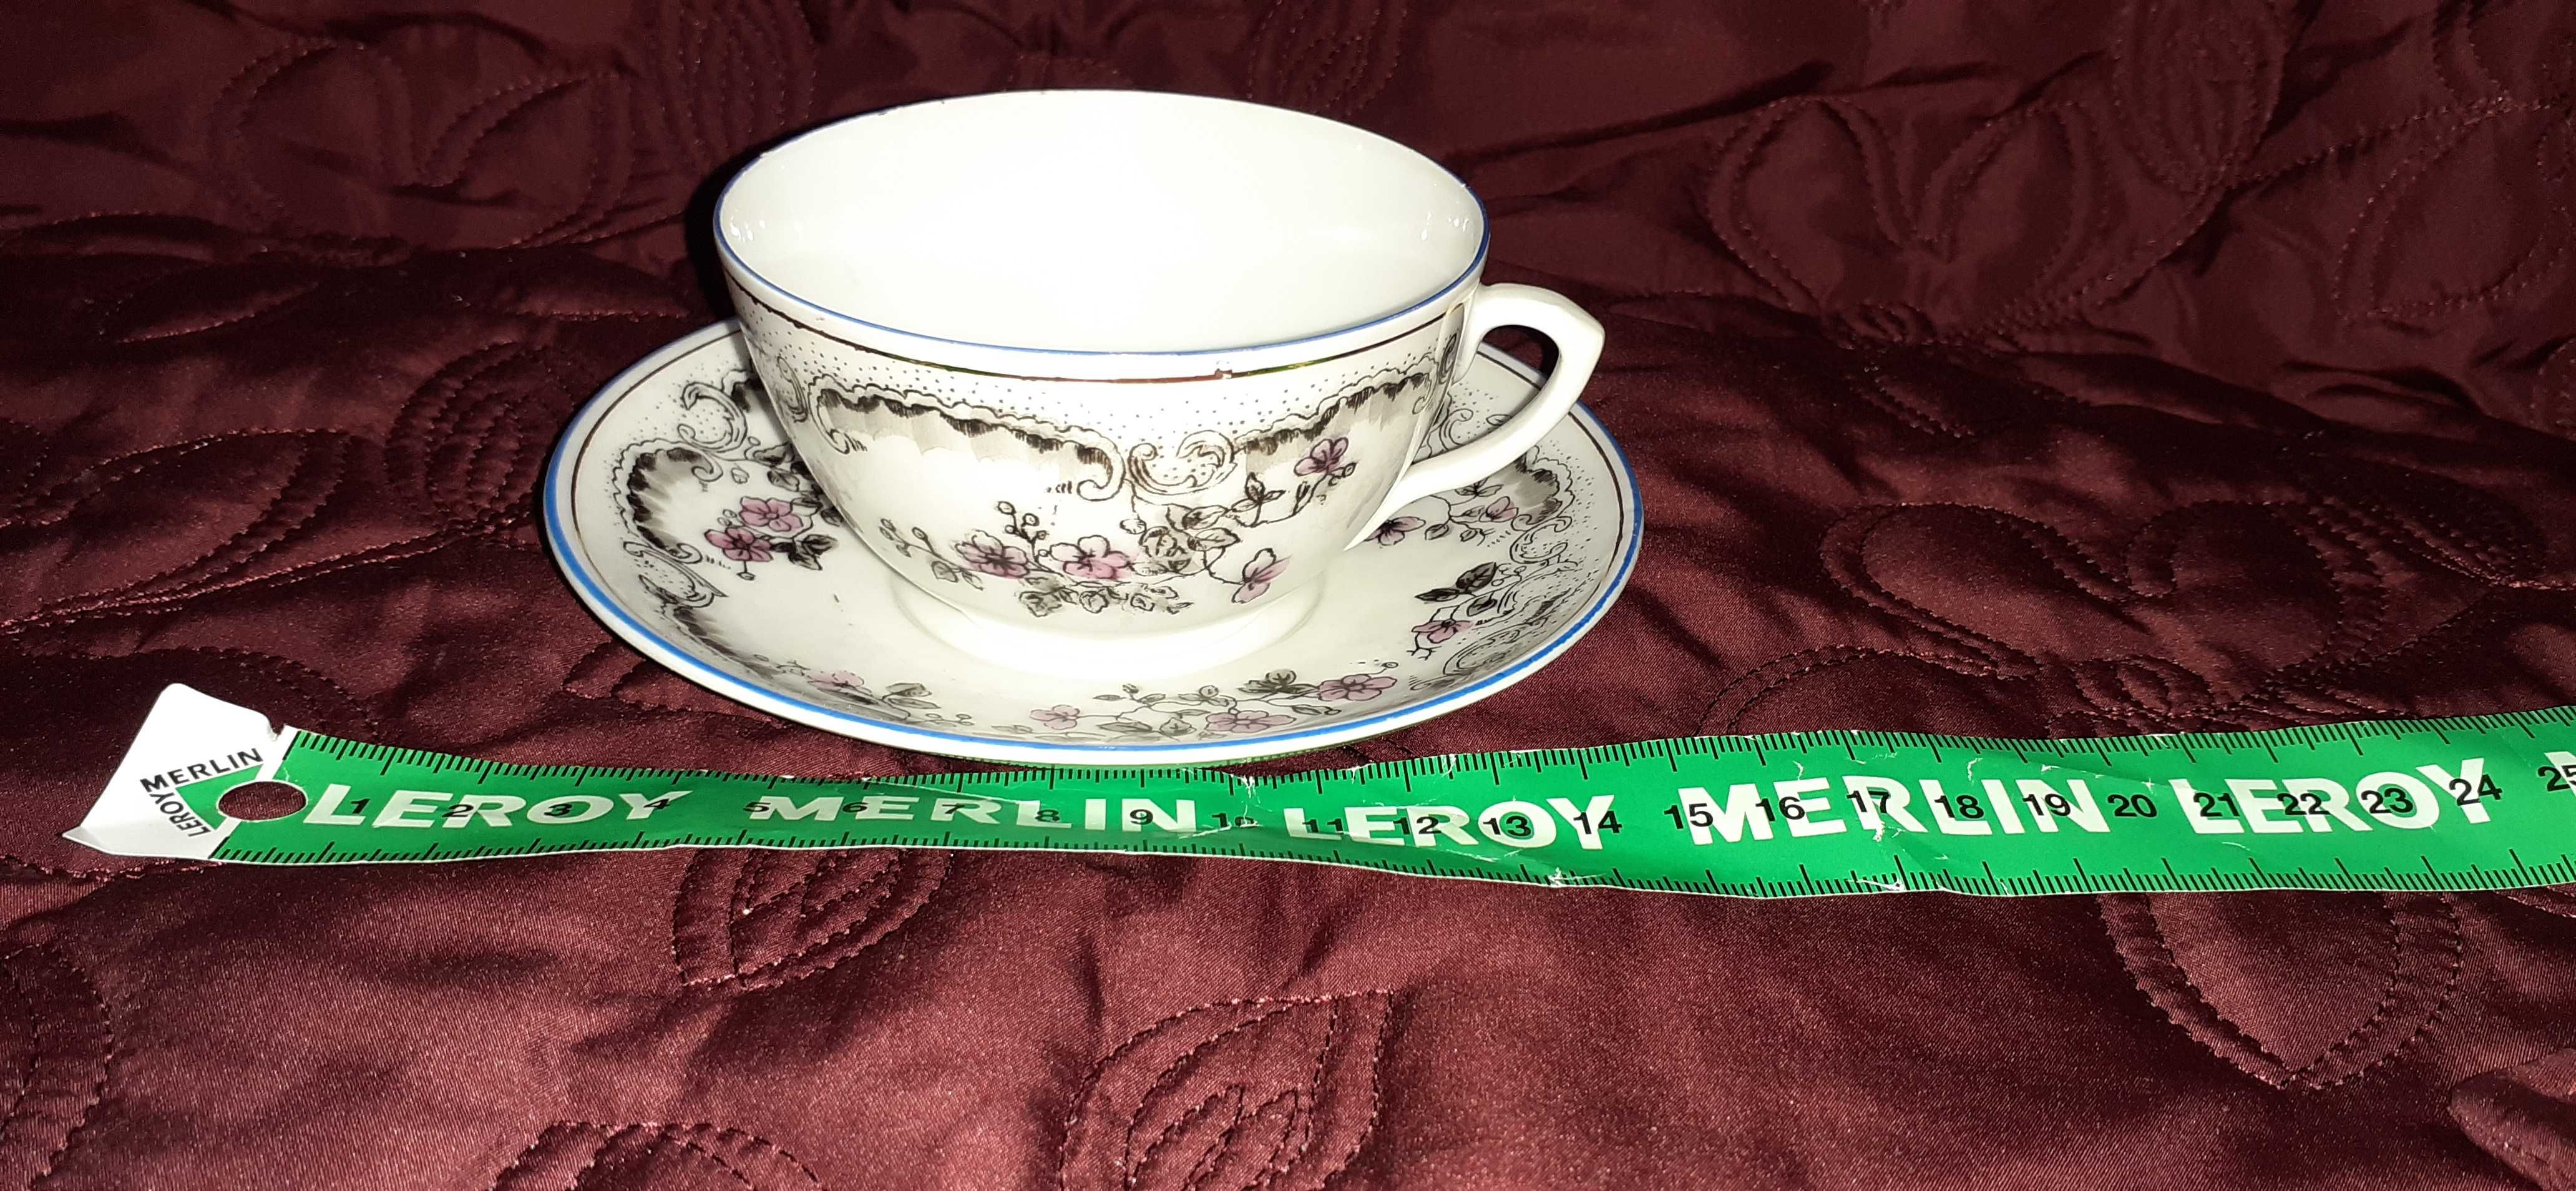 LEROY MERLIN
LEROY MERLIN LEROY MERLIN LEROY
1 2 3 4 5 6 7 8 9 10 11 12 13 14 15 16 17 18 19 20 21 22 23 24 25